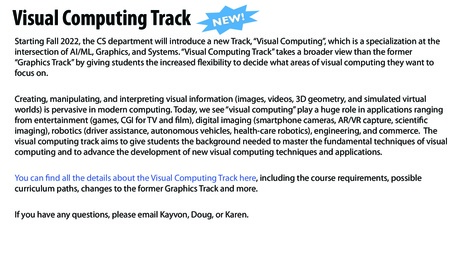 Visual Computing Track NEW!
Starting Fall 2022, the CS department will introduce a new Track, “Visual Computing”, which is a specialization at the
intersection of AI/ML, Graphics, and Systems. “Visual Computing Track” takes a broader view than the former
“Graphics Track” by giving students the increased flexibility to decide what areas of visual computing they want to
focus on.
Creating, manipulating, and interpreting visual information (images, videos, 3D geometry, and simulated virtual
worlds) is pervasive in modern computing. Today, we see “visual computing” play a huge role in applications ranging
from entertainment (games, CGI for TV and film), digital imaging (smartphone cameras, AR/VR capture, scientific
imaging), robotics (driver assistance, autonomous vehicles, health-care robotics), engineering, and commerce. The
visual computing track aims to give students the background needed to master the fundamental techniques of visual
computing and to advance the development of new visual computing techniques and applications.
You can find all the details about the Visual Computing Track here, including the course requirements, possible
curriculum paths, changes to the former Graphics Track and more.
If you have any questions, please email Kayvon, Doug, or Karen.